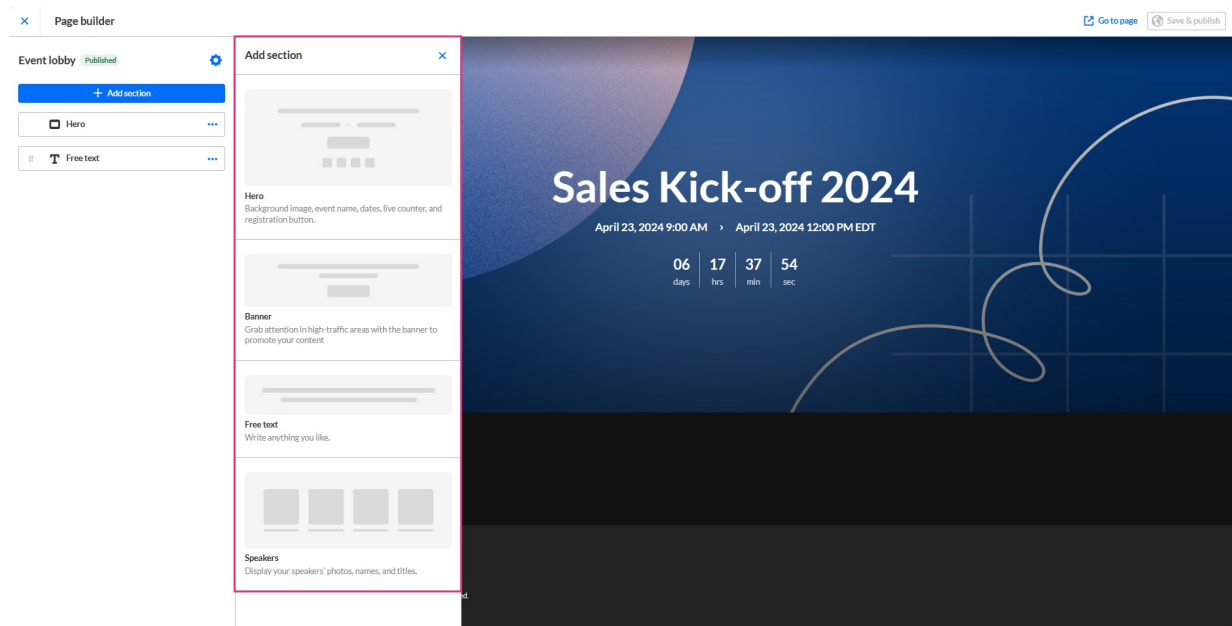 Page builder
Go to page
Save & publish
Event lobby
Published
Add section
Hero
Free text
Add section
Hero
Background image, event name, dates, live counter, and
registration button.
Banner
Grab attention in high-traffic areas with the banner to
promote your content
Free text
Write anything you like.
Speakers
Display your speakers' photos, names, and titles.
Sales Kick-off 2024
April 23, 2024 9:00 AM › April 23, 2024 12:00 PM EDT
06 17 37 54
days hrs min sec
ed.